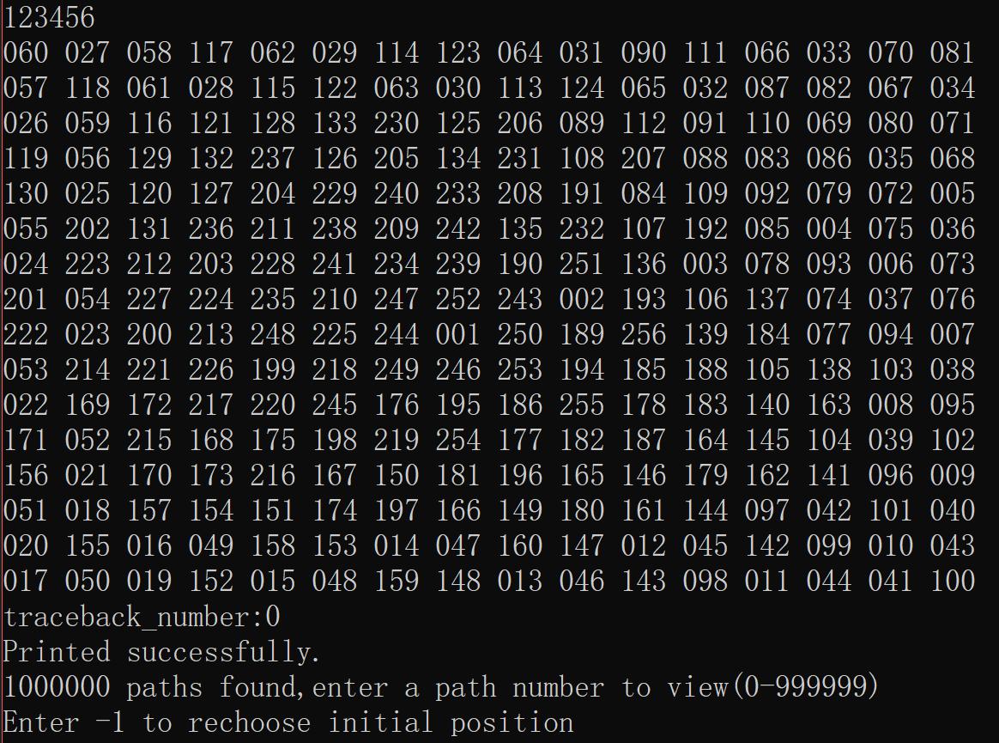 123456
060 027 058 117 062 029 114 123 064 031 090 111 066 033 070 081
057 118 061 028 115 122 063 030 113 124 065 032 087 082 067 034
026 059 116 121 128 133 230 125 206 089 112 091 110 069 080 071
119 056 129 132 237 126 205 134 231 108 207 088 083 086 035 068
130 025 120 127 204 229 240 233 208 191 084 109 092 079 072 005
055 202 131 236 211 238 209 242 135 232 107 192 085 004 075 036
024 223 212 203 228 241 234 239 190 251 136 003 078 093 006 073
201 054 227 224 235 210 247 252 243 002 193 106 137 074 037 076
222 023 200 213 248 225 244 001 250 189 256 139 184 077 094 007
053 214 221 226 199 218 249 246 253 194 185 188 105 138 103 038
022 169 172 217 220 245 176 195 186 255 178 183 140 163 008 095
171 052 215 168 175 198 219 254 177 182 187 164 145 104 039 102
156 021 170 173 216 167 150 181 196 165 146 179 162 141 096 009
051 018 157 154 151 174 197 166 149 180 161 144 097 042 101 040
020 155 016 049 158 153 014 047 160 147 012 045 142 099 010 043
017 050 019 152 015 048 159 148 013 046 143 098 011 044 041 100
traceback_number:0
Printed successfully.
1000000 paths found,enter a path number to view(0-999999)
Enter -1 to rechoose initial position